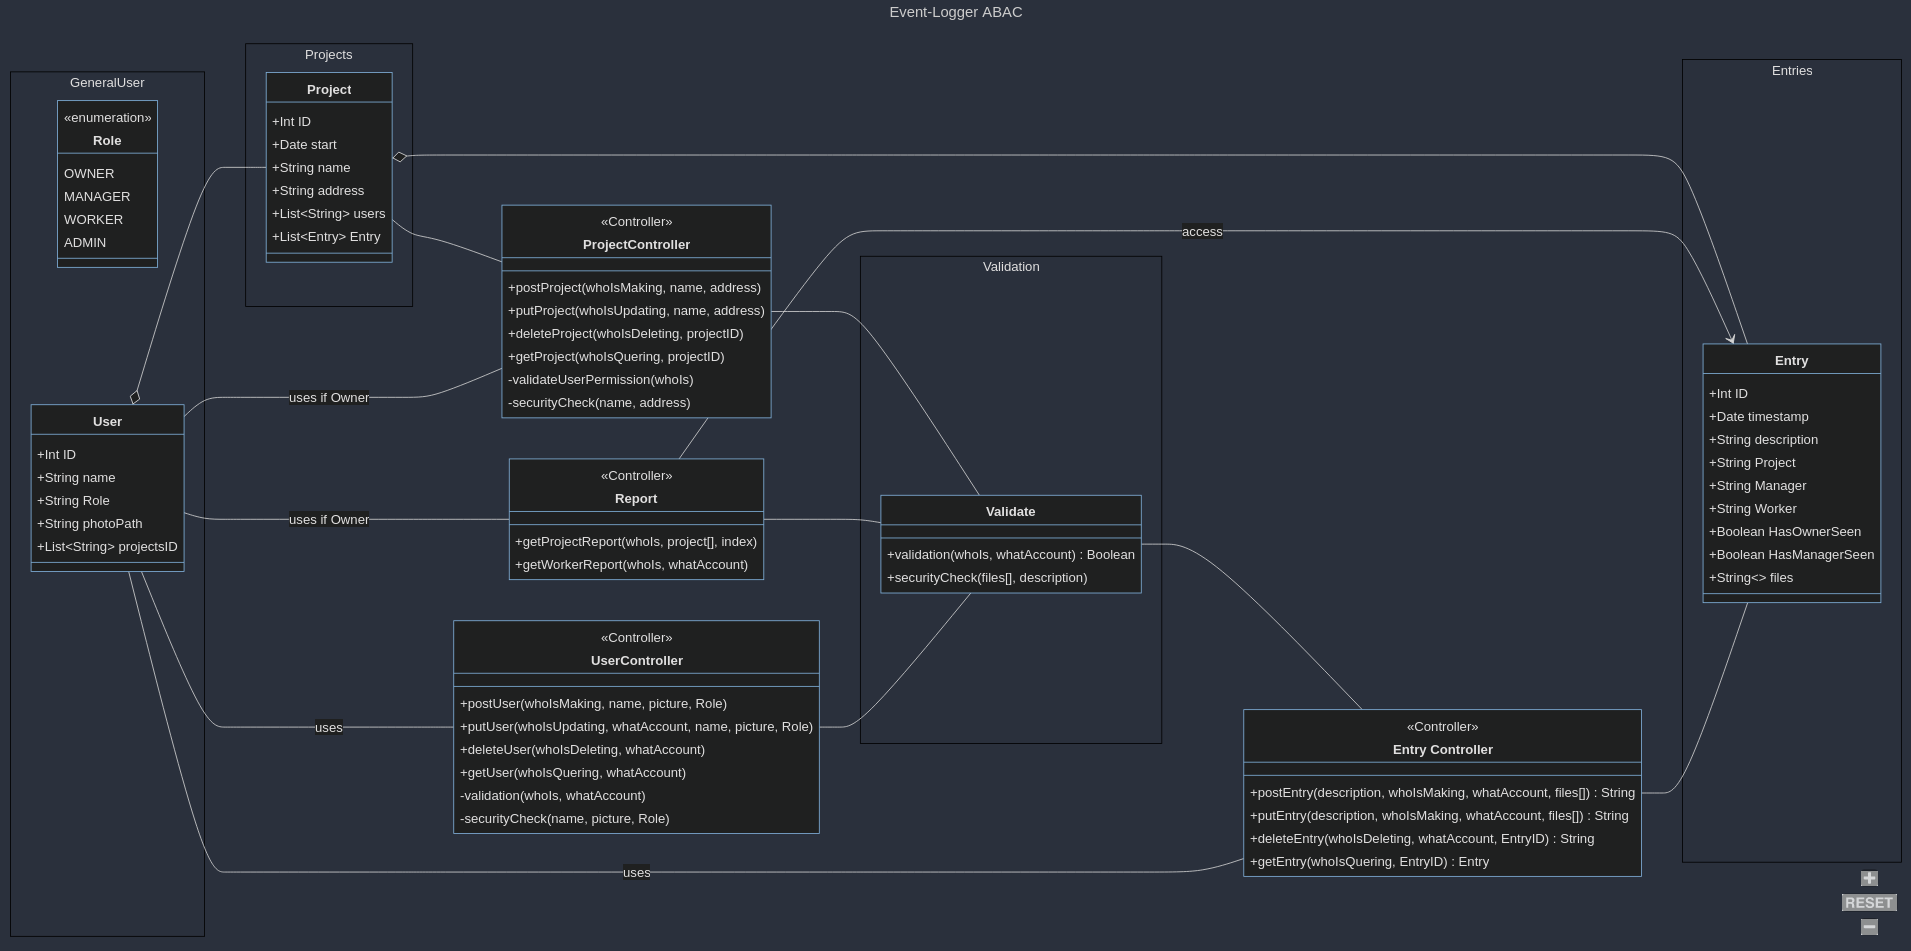 Event-Logger ABAC
GeneralUser
«enumeration»
Role
OWNER
MANAGER
WORKER
ADMIN
User
+Int ID
+String name
+String Role
+String photoPath
+List<String> projectsID
Projects
Project
+Int ID
+Date start
+String name
+String address
+List<String> users
+List<Entry> Entry
uses if Owner
uses if Owner
uses
uses
«Controller»
ProjectController
+postProject(whoIsMaking, name, address)
+putProject(whoIsUpdating, name, address)
+deleteProject(whoIsDeleting, projectID)
+getProject(whoIsQuering, projectID)
-validateUserPermission(whoIs)
-securityCheck(name, address)
«Controller»
Report
+getProjectReport(whoIs, project[], index)
+getWorkerReport(whoIs, whatAccount)
«Controller»
UserController
+postUser(whoIsMaking, name, picture, Role)
+putUser(whoIsUpdating, whatAccount, name, picture, Role)
+deleteUser(whoIsDeleting, whatAccount)
+getUser(whoIsQuering, whatAccount)
-validation(whoIs, whatAccount)
-securityCheck(name, picture, Role)
access
Validation
Validate
+validation(whoIs, whatAccount) : Boolean
+securityCheck(files[], description)
«Controller»
Entry Controller
+postEntry(description, whoIsMaking, whatAccount, files[]) : String
+putEntry(description, whoIsMaking, whatAccount, files[]) : String
+deleteEntry(whoIsDeleting, whatAccount, EntryID) : String
+getEntry(whoIsQuering, EntryID) : Entry
Entries
Entry
+Int ID
+Date timestamp
+String description
+String Project
+String Manager
+String Worker
+Boolean HasOwnerSeen
+Boolean HasManagerSeen
+String<> files
RESET